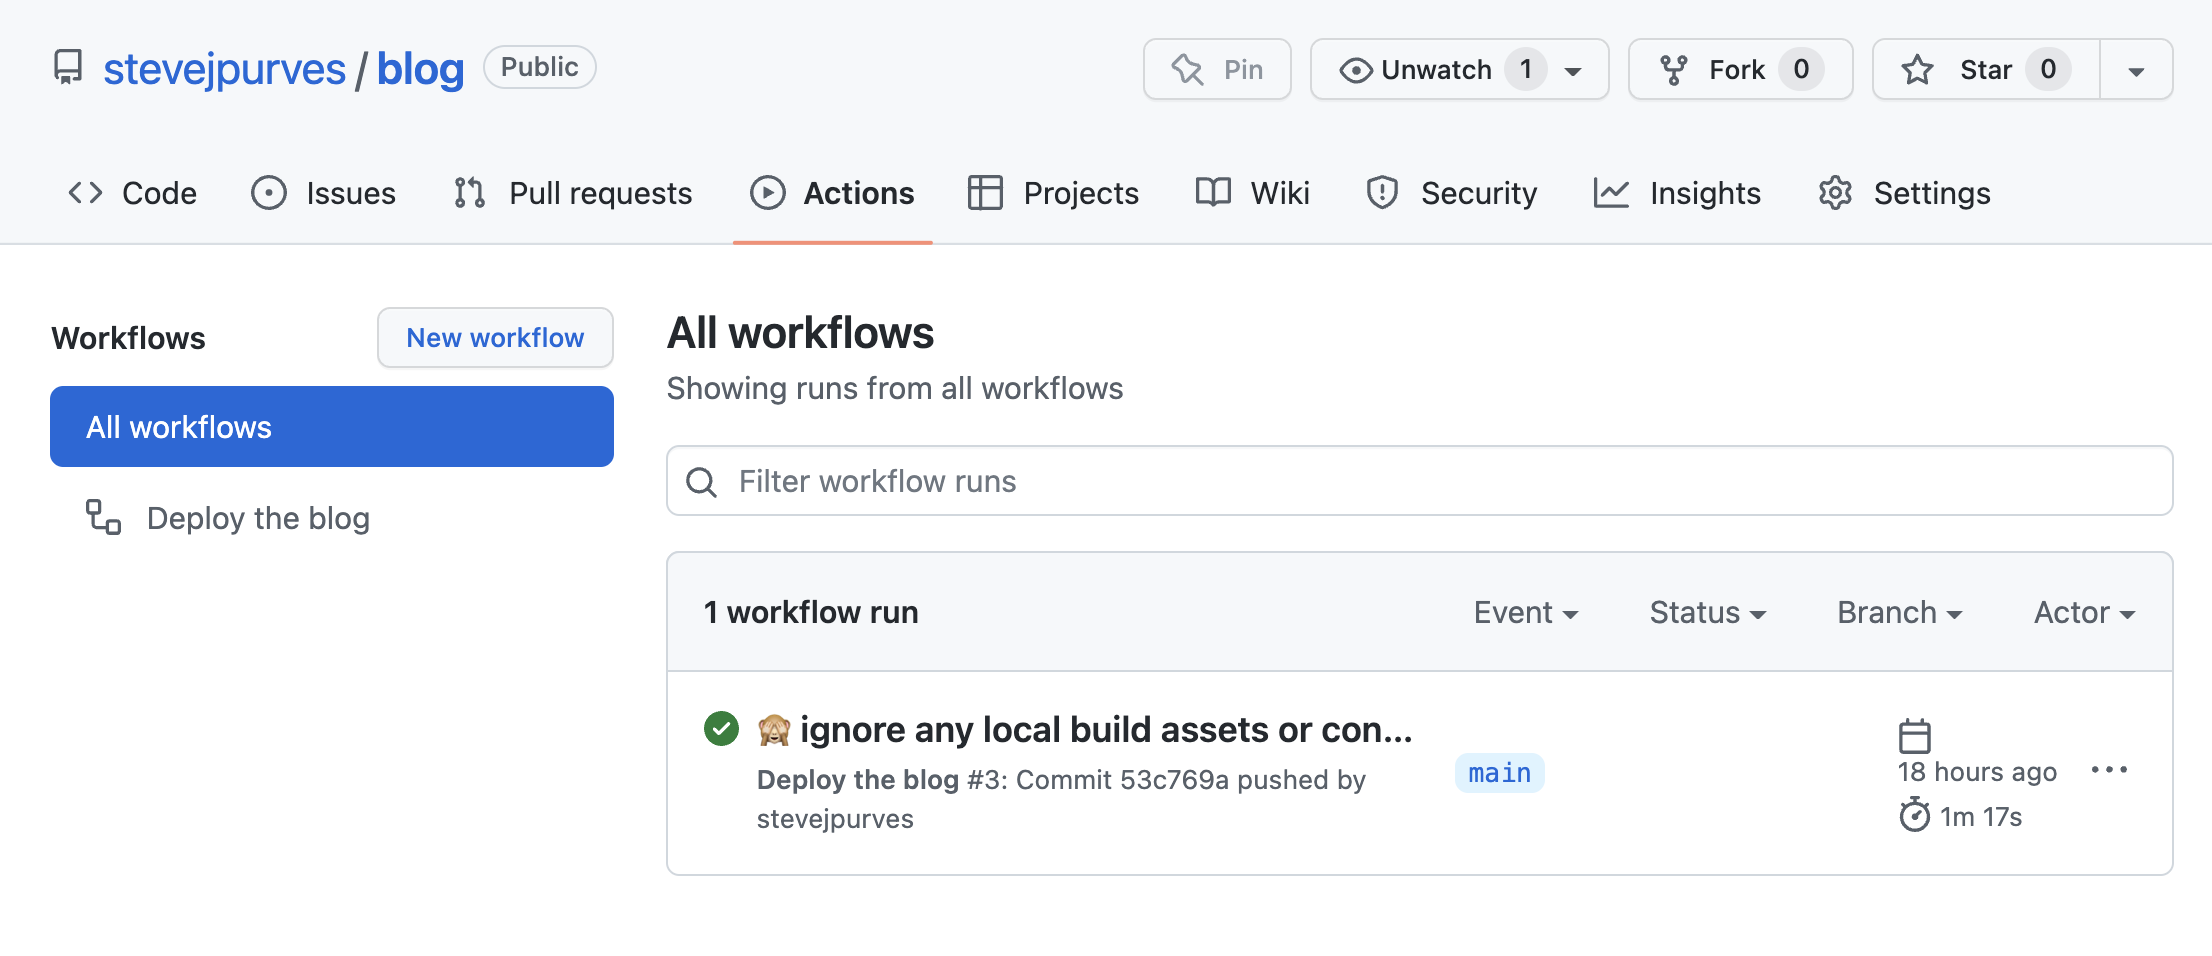 stevejpurves / blog Public
Pin Unwatch 1 Fork 0 Star 0
Code Issues Pull requests Actions Projects Wiki Security Insights Settings
Workflows
New workflow
All workflows
Deploy the blog
All workflows
Showing runs from all workflows
Filter workflow runs
1 workflow run Event Status Branch Actor
🙈 ignore any local build assets or con...
Deploy the blog #3: Commit 53c769a pushed by
stevejpurves
main
18 hours ago
1m 17s